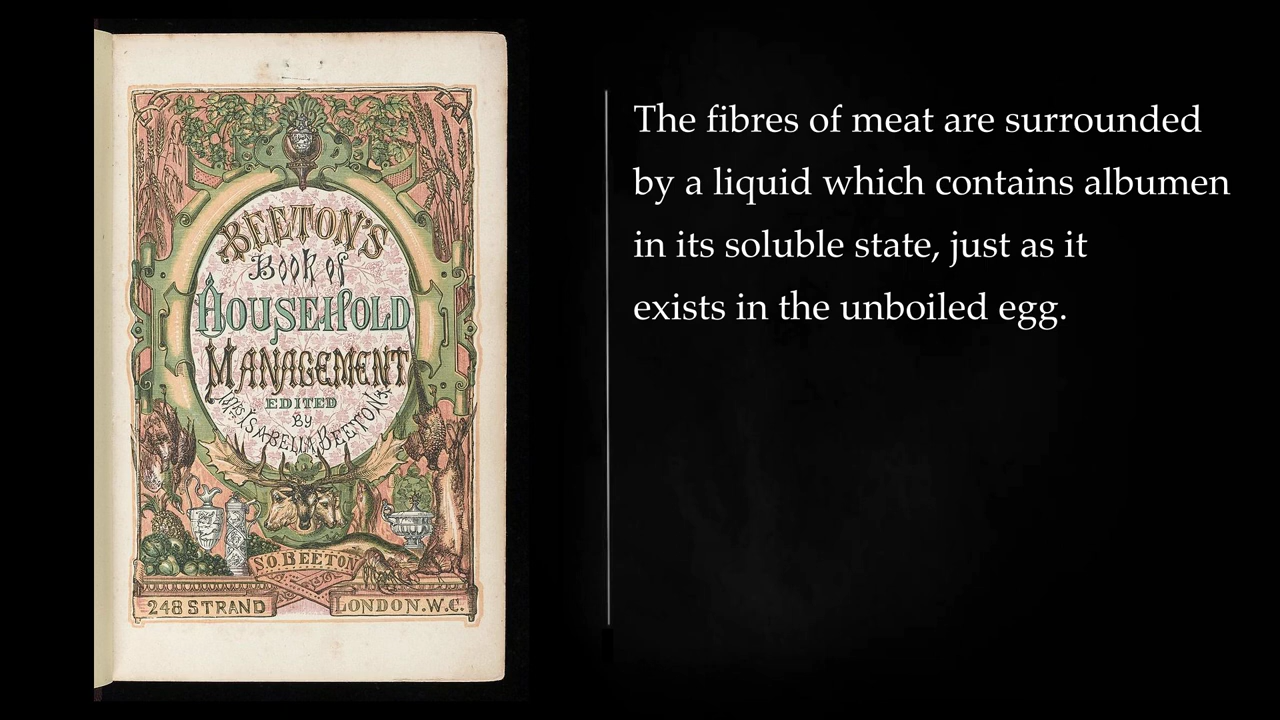 BEETON'S
Book of
HOUSEHOLD
MANAGEMENT
EDITED
BY
MRS ISABELLA BEETON
S.O. BEETON
248 STRAND
LONDON. W.C.
The fibres of meat are surrounded
by a liquid which contains albumen
in its soluble state, just as it
exists in the unboiled egg.